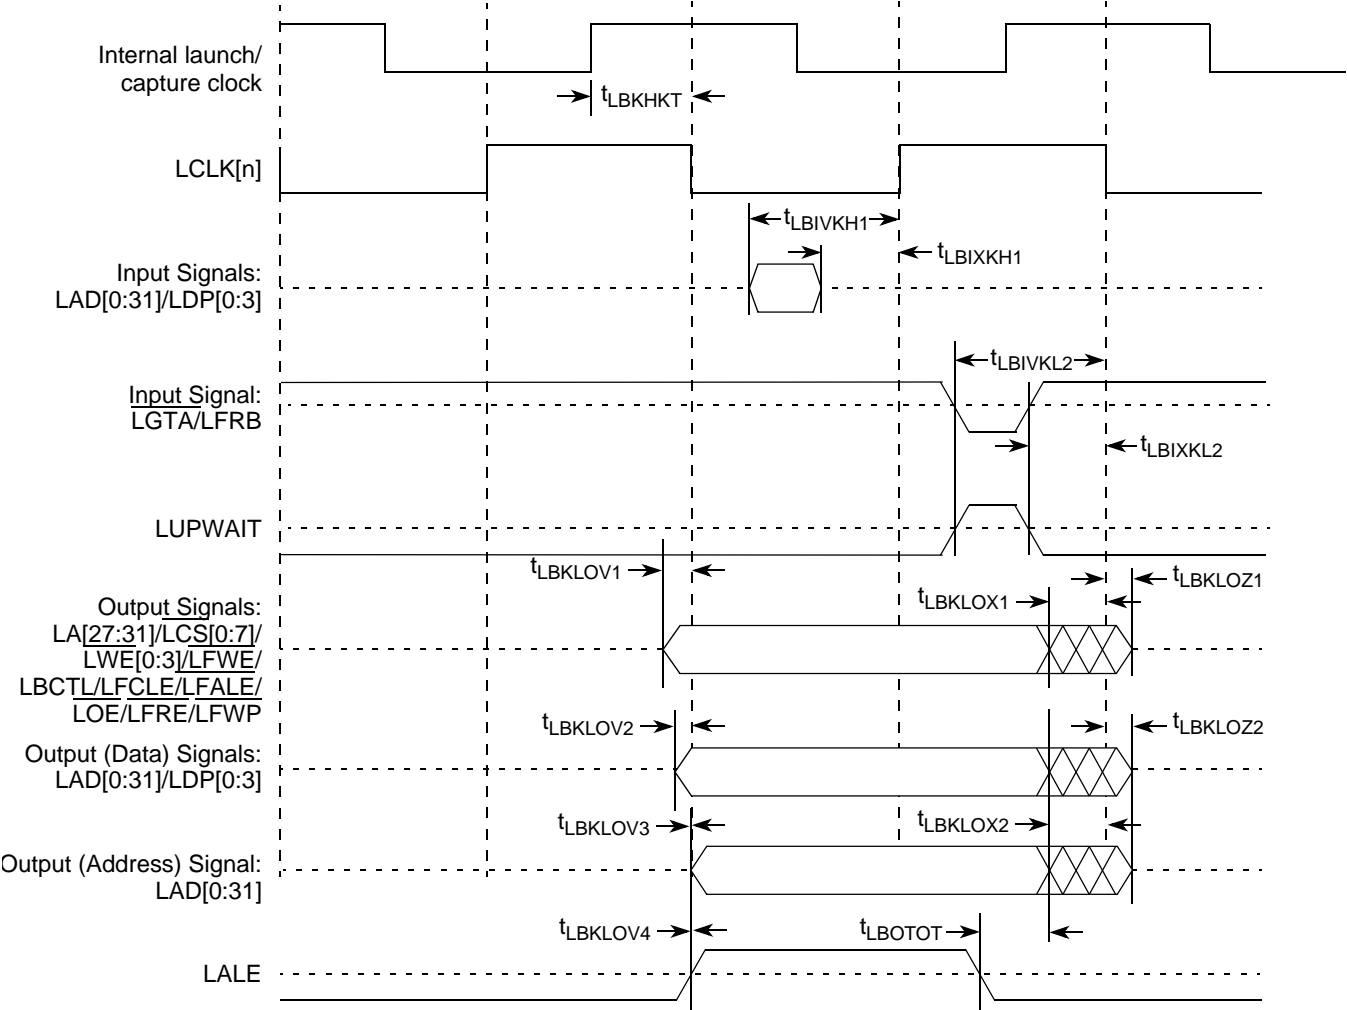 Internal launch/
capture clock
tLBKHKT
LCLK[n]
tLBIVKH1
tLBIXKH1
Input Signals:
LAD[0:31]/LDP[0:3]
tLBIVKL2
Input Signal:
LGTA/LFRB
tLBIXKL2
LUPWAIT
tLBKLOV1
tLBKLOZ1
tLBKLOX1
Output Signals:
LA[27:31]/LCS[0:7]/
LWE[0:3]/LFWE/
LBCTL/LFCLE/LFALE/
LOE/LFRE/LFWP
tLBKLOV2
tLBKLOZ2
Output (Data) Signals:
LAD[0:31]/LDP[0:3]
tLBKLOV3
tLBKLOX2
Output (Address) Signal:
LAD[0:31]
tLBKLOV4
tLBOTOT
LALE